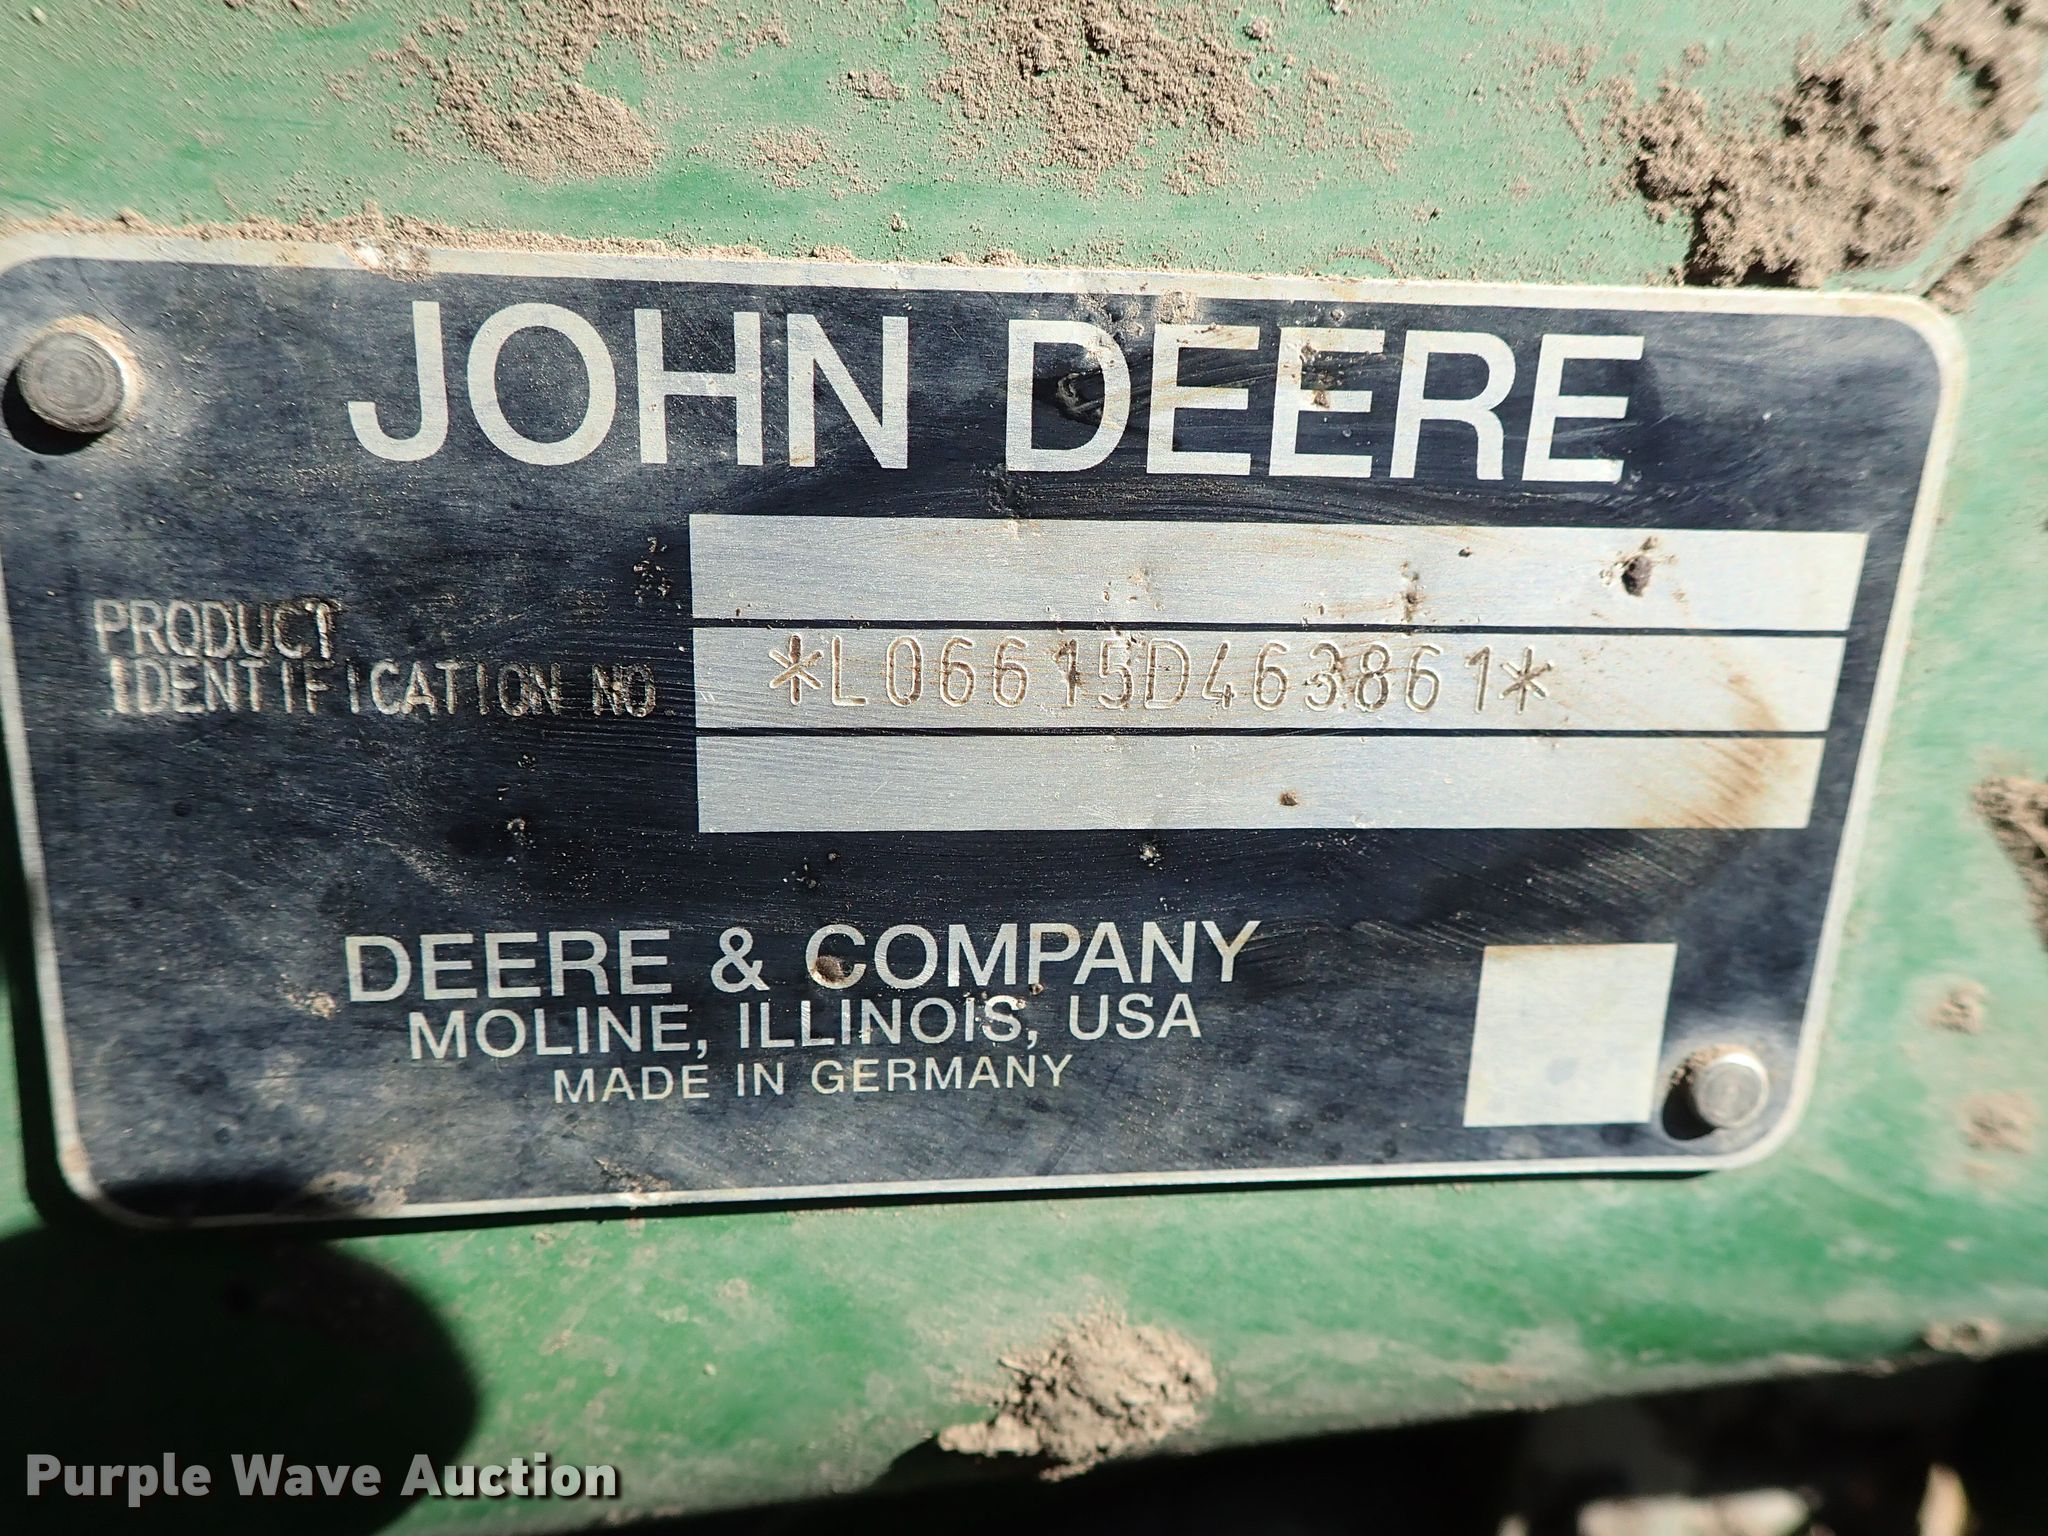 JOHN DEERE
PRODUCT
IDENTIFICATION NO
*L06615D463861*
DEERE & COMPANY
MOLINE, ILLINOIS, USA
MADE IN GERMANY
Purple Wave Auction